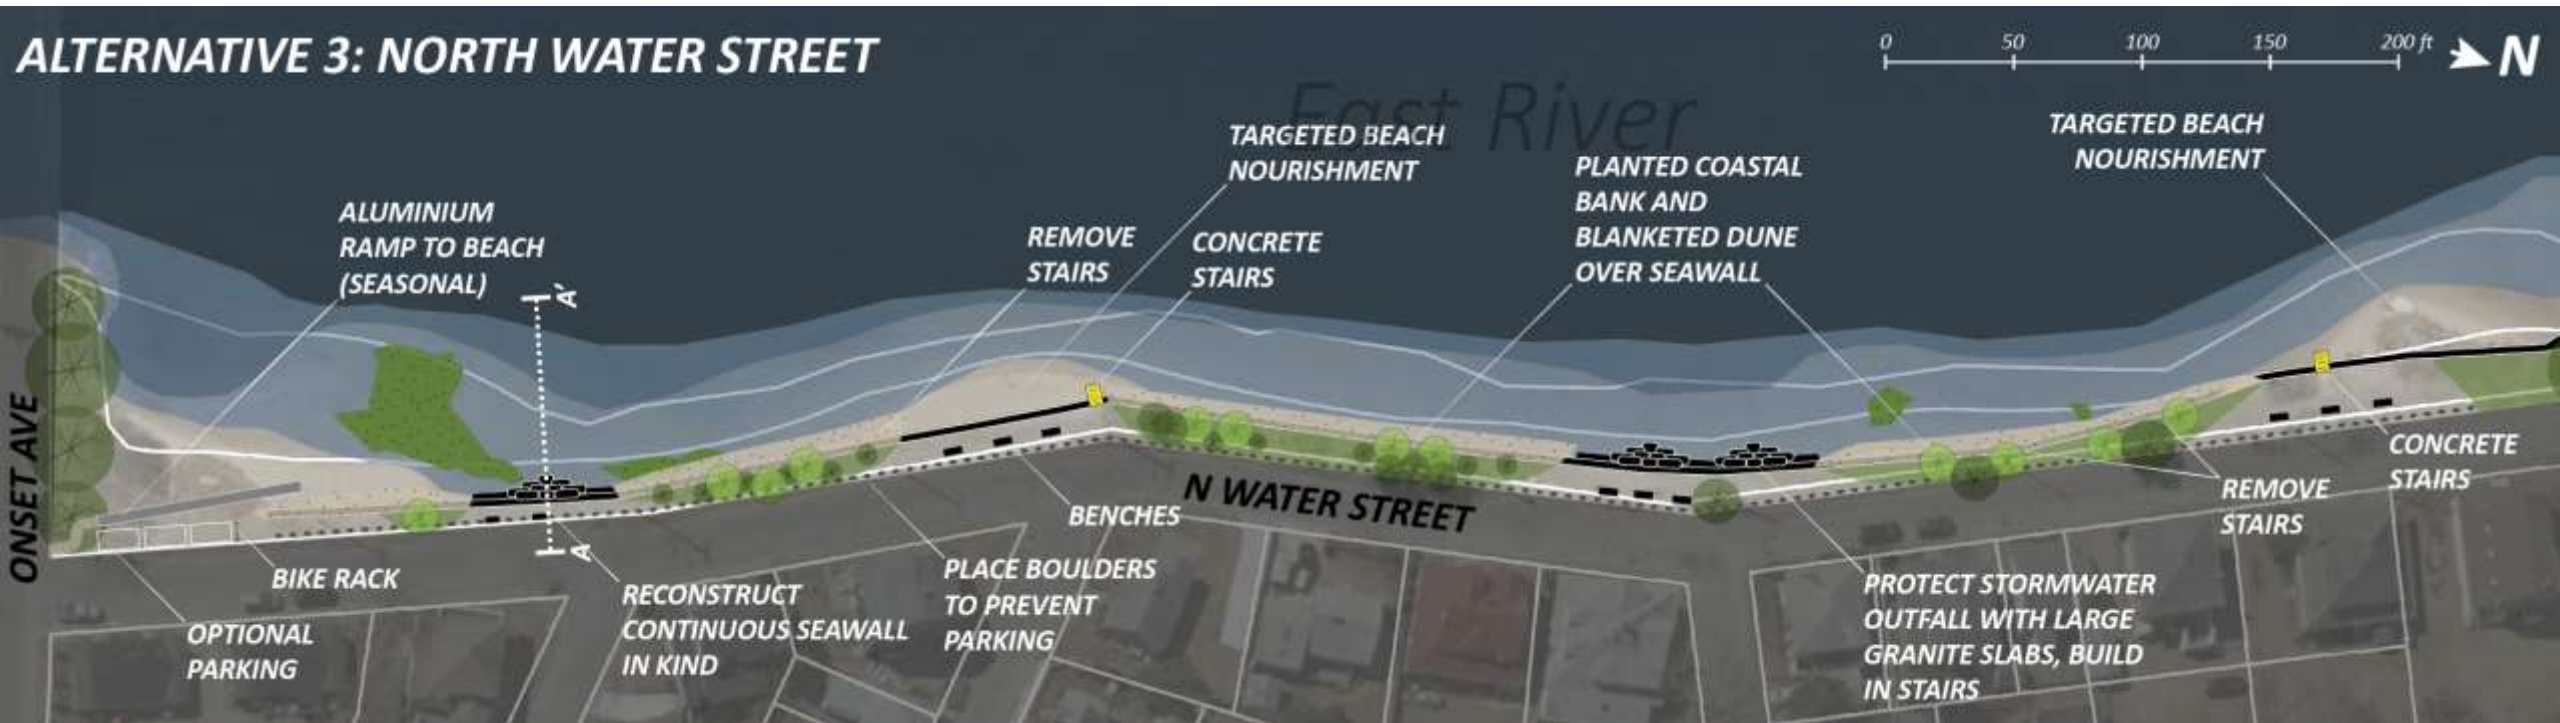 ALTERNATIVE 3: NORTH WATER STREET
0 50 100 150 200 ft
N
East River
TARGETED BEACH
NOURISHMENT
TARGETED BEACH
NOURISHMENT
PLANTED COASTAL
BANK AND
BLANKETED DUNE
OVER SEAWALL
ALUMINIUM
RAMP TO BEACH
(SEASONAL)
REMOVE
STAIRS
CONCRETE
STAIRS
A'
A
ONSET AVE
N WATER STREET
BENCHES
CONCRETE
STAIRS
REMOVE
STAIRS
BIKE RACK
OPTIONAL
PARKING
RECONSTRUCT
CONTINUOUS SEAWALL
IN KIND
PLACE BOULDERS
TO PREVENT
PARKING
PROTECT STORMWATER
OUTFALL WITH LARGE
GRANITE SLABS, BUILD
IN STAIRS